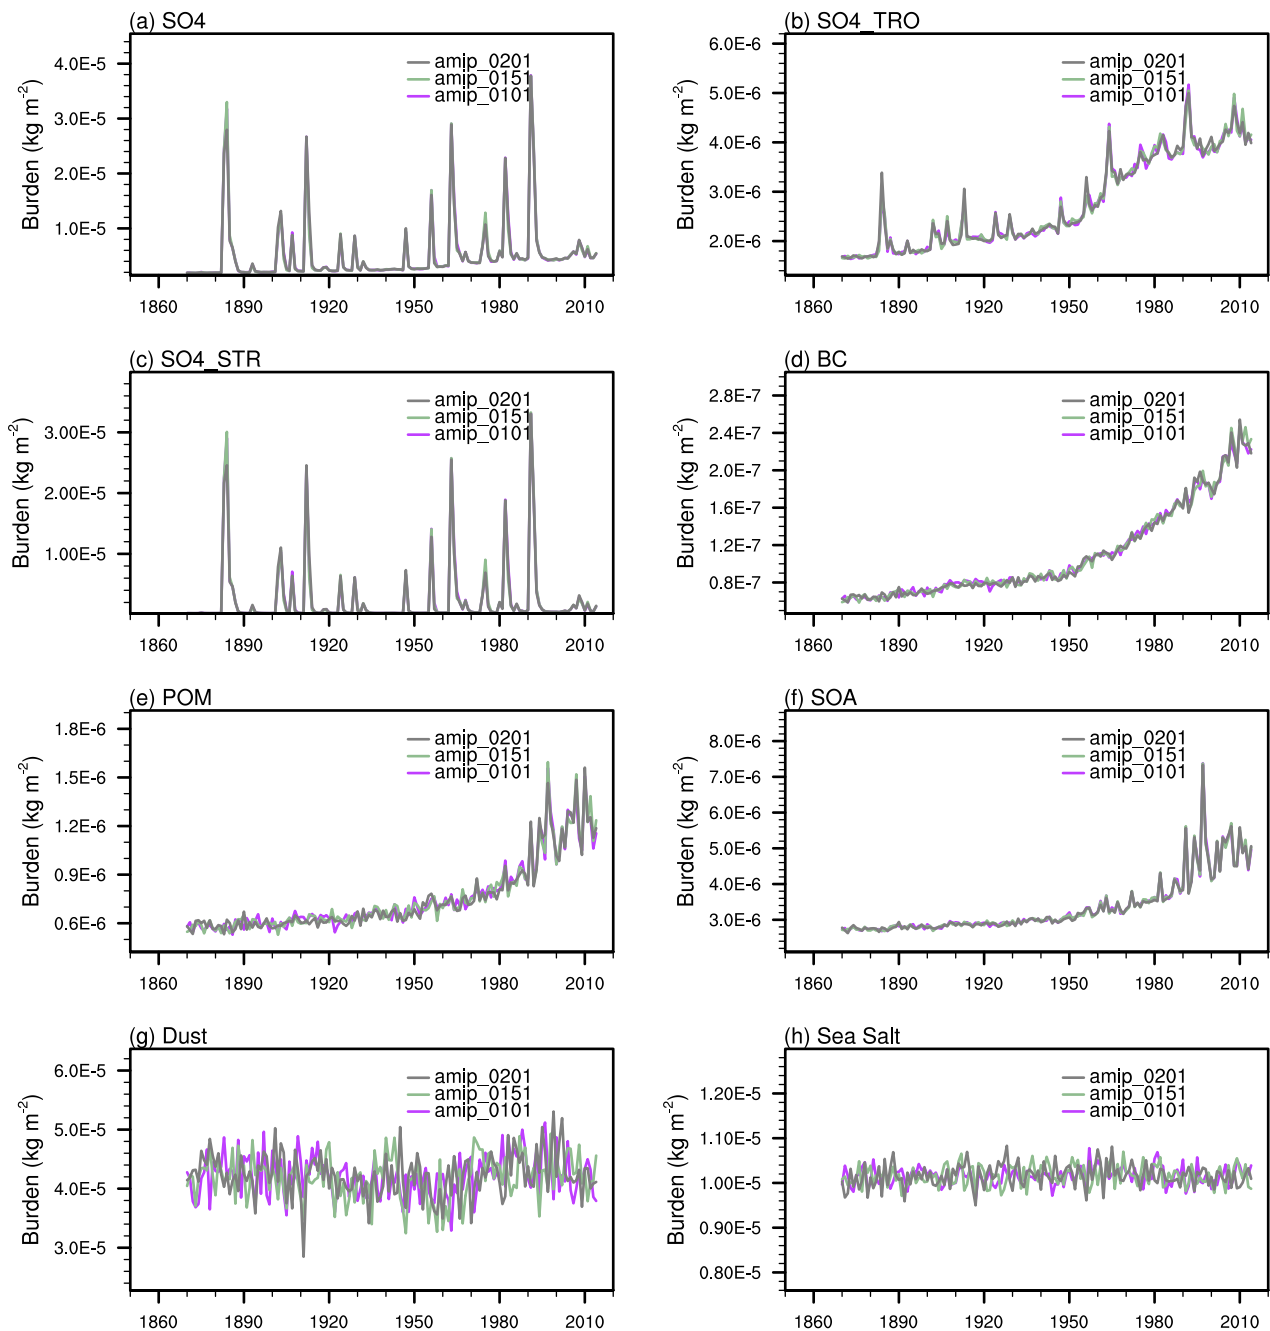 (a) SO4
Burden (kg m-2)
4.0E-5
3.0E-5
2.0E-5
1.0E-5
amip_0201
amip_0151
amip_0101
1860 1890 1920 1950 1980 2010
(b) SO4_TRO
Burden (kg m-2)
6.0E-6
5.0E-6
4.0E-6
3.0E-6
2.0E-6
amip_0201
amip_0151
amip_0101
1860 1890 1920 1950 1980 2010
(c) SO4_STR
Burden (kg m-2)
3.00E-5
2.00E-5
1.00E-5
amip_0201
amip_0151
amip_0101
1860 1890 1920 1950 1980 2010
(d) BC
Burden (kg m-2)
2.8E-7
2.4E-7
2.0E-7
1.6E-7
1.2E-7
0.8E-7
amip_0201
amip_0151
amip_0101
1860 1890 1920 1950 1980 2010
(e) POM
Burden (kg m-2)
1.8E-6
1.5E-6
1.2E-6
0.9E-6
0.6E-6
amip_0201
amip_0151
amip_0101
1860 1890 1920 1950 1980 2010
(f) SOA
Burden (kg m-2)
8.0E-6
7.0E-6
6.0E-6
5.0E-6
4.0E-6
3.0E-6
amip_0201
amip_0151
amip_0101
1860 1890 1920 1950 1980 2010
(g) Dust
Burden (kg m-2)
6.0E-5
5.0E-5
4.0E-5
3.0E-5
amip_0201
amip_0151
amip_0101
1860 1890 1920 1950 1980 2010
(h) Sea Salt
Burden (kg m-2)
1.20E-5
1.10E-5
1.00E-5
0.90E-5
0.80E-5
amip_0201
amip_0151
amip_0101
1860 1890 1920 1950 1980 2010